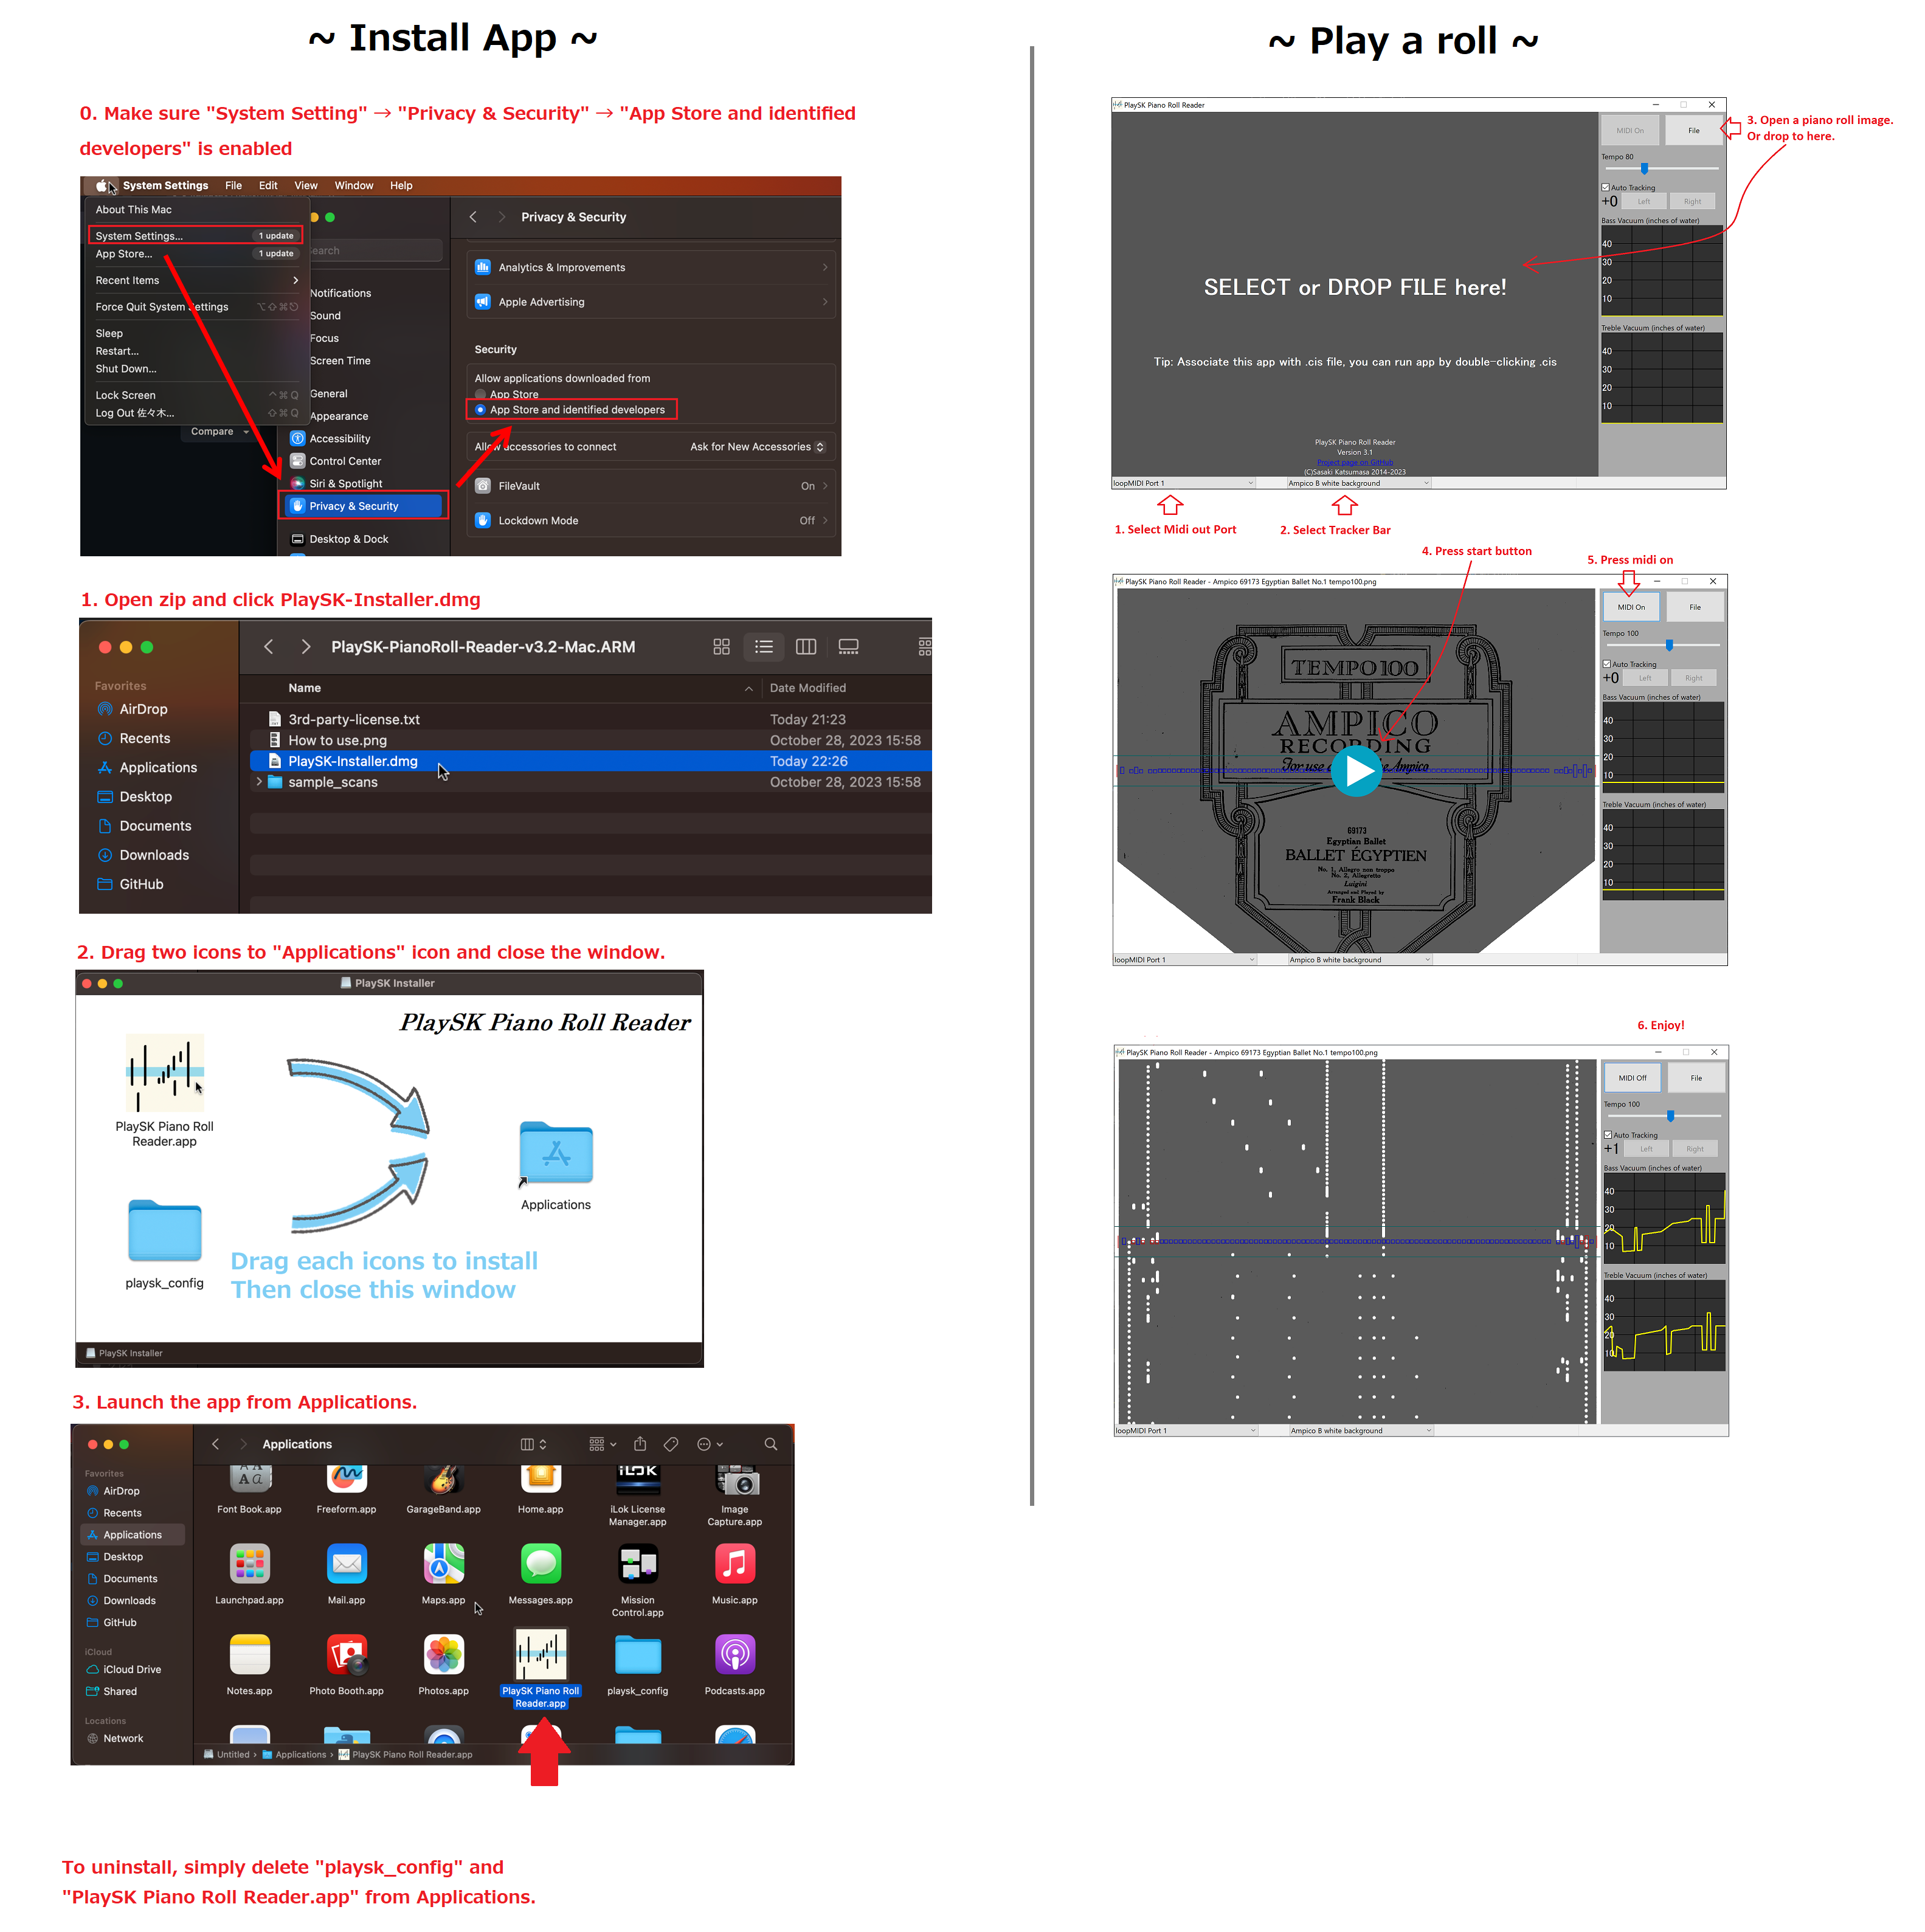 ~ Install App ~
0. Make sure "System Setting" → "Privacy & Security" → "App Store and identified
developers" is enabled
System Settings File Edit View Window Help
About This Mac
System Settings... 1 update
App Store... 1 update
Recent Items
Force Quit System Settings
Sleep
Restart...
Shut Down...
Lock Screen
Log Out 佐々木...
Compare
Notifications
Sound
Focus
Screen Time
General
Appearance
Accessibility
Control Center
Siri & Spotlight
Privacy & Security
Desktop & Dock
Privacy & Security
Analytics & Improvements
Apple Advertising
Security
Allow applications downloaded from
App Store
App Store and identified developers
Allow accessories to connect Ask for New Accessories
FileVault On
Lockdown Mode Off
1. Open zip and click PlaySK-Installer.dmg
PlaySK-PianoRoll-Reader-v3.2-Mac.ARM
Favorites
AirDrop
Recents
Applications
Desktop
Documents
Downloads
GitHub
Name Date Modified
3rd-party-license.txt Today 21:23
How to use.png October 28, 2023 15:58
PlaySK-Installer.dmg Today 22:26
sample_scans October 28, 2023 15:58
2. Drag two icons to "Applications" icon and close the window.
PlaySK Installer
PlaySK Piano Roll Reader
PlaySK Piano Roll
Reader.app
Applications
playsk_config
Drag each icons to install
Then close this window
PlaySK Installer
3. Launch the app from Applications.
Applications
Favorites
AirDrop
Recents
Applications
Desktop
Documents
Downloads
GitHub
iCloud
iCloud Drive
Shared
Locations
Network
Font Book.app Freeform.app GarageBand.app Home.app iLok License Image
Manager.app Capture.app
Launchpad.app Mail.app Maps.app Messages.app Mission Music.app
Control.app
Notes.app Photo Booth.app Photos.app PlaySK Piano Roll playsk_config Podcasts.app
Reader.app
Untitled › Applications › PlaySK Piano Roll Reader.app
To uninstall, simply delete "playsk_config" and
"PlaySK Piano Roll Reader.app" from Applications.
~ Play a roll ~
PlaySK Piano Roll Reader
MIDI On File
3. Open a piano roll image.
Or drop to here.
Tempo 80
Auto Tracking
+0 Left Right
Bass Vacuum (inches of water)
40
30
20
10
Treble Vacuum (inches of water)
40
30
20
10
SELECT or DROP FILE here!
Tip: Associate this app with .cis file, you can run app by double-clicking .cis
PlaySK Piano Roll Reader
Version 3.1
Project page on GitHub
(C)Sasaki Katsumasa 2014-2023
loopMIDI Port 1 Ampico B white background
1. Select Midi out Port 2. Select Tracker Bar
4. Press start button
5. Press midi on
PlaySK Piano Roll Reader - Ampico 69173 Egyptian Ballet No.1 tempo100.png
MIDI On File
Tempo 100
Auto Tracking
+0 Left Right
Bass Vacuum (inches of water)
40
30
20
10
Treble Vacuum (inches of water)
40
30
20
10
TEMPO 100
AMPICO
RECORDING
For use Ampico
69173
Egyptian Ballet
BALLET ÉGYPTIEN
No. 1, Allegro non troppo
No. 2, Allegretto
Luigini
Arranged and Played by
Frank Black
loopMIDI Port 1 Ampico B white background
6. Enjoy!
PlaySK Piano Roll Reader - Ampico 69173 Egyptian Ballet No.1 tempo100.png
MIDI Off File
Tempo 100
Auto Tracking
+1 Left Right
Bass Vacuum (inches of water)
40
30
20
10
Treble Vacuum (inches of water)
40
30
20
10
loopMIDI Port 1 Ampico B white background